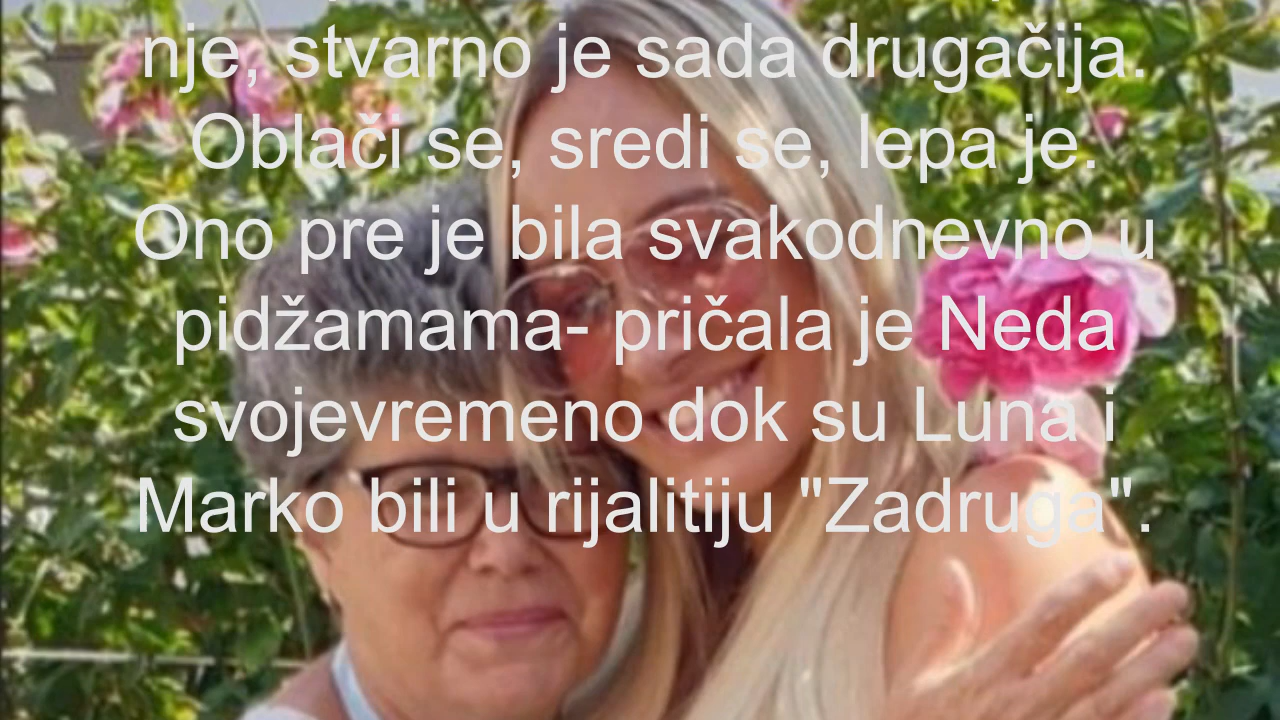 nje, stvarno je sada drugačija.
Oblači se, sredi se, lepa je.
Ono pre je bila svakodnevno u
pidžamama- pričala je Neda
svojevremeno dok su Luna i
Marko bili u rijalitiju "Zadruga".